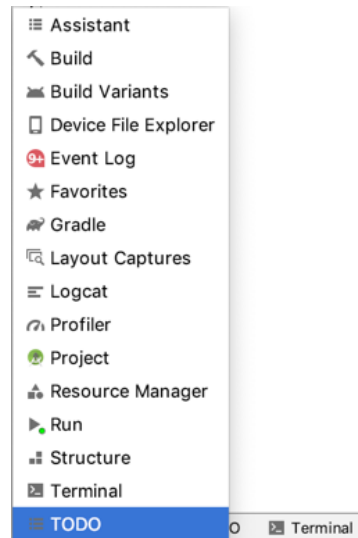 Assistant
Build
Build Variants
Device File Explorer
9+ Event Log
Favorites
Gradle
Layout Captures
Logcat
Profiler
Project
Resource Manager
Run
Structure
Terminal
TODO
O Terminal